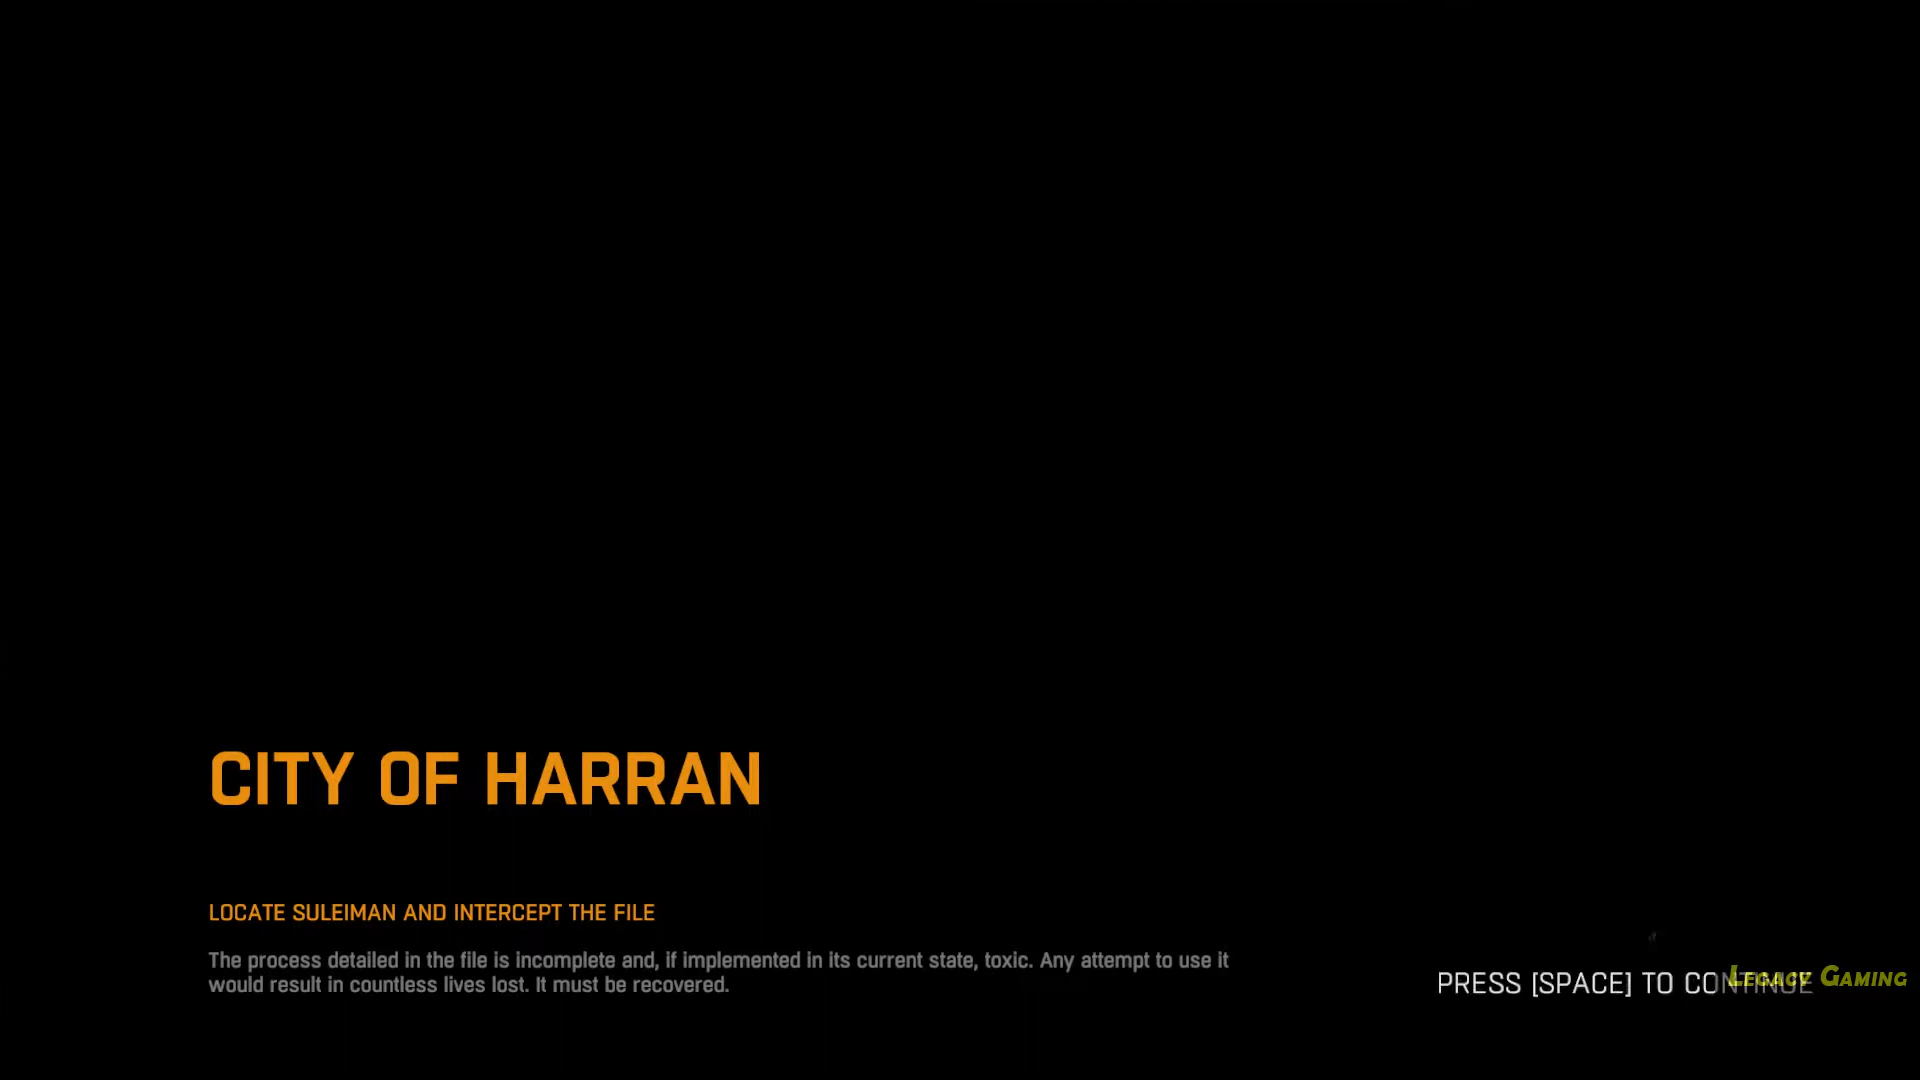 CITY OF HARRAN
LOCATE SULEIMAN AND INTERCEPT THE FILE
The process detailed in the file is incomplete and, if implemented in its current state, toxic. Any attempt to use it
would result in countless lives lost. It must be recovered.
PRESS [SPACE] TO CONTINUE
LEGACY GAMING